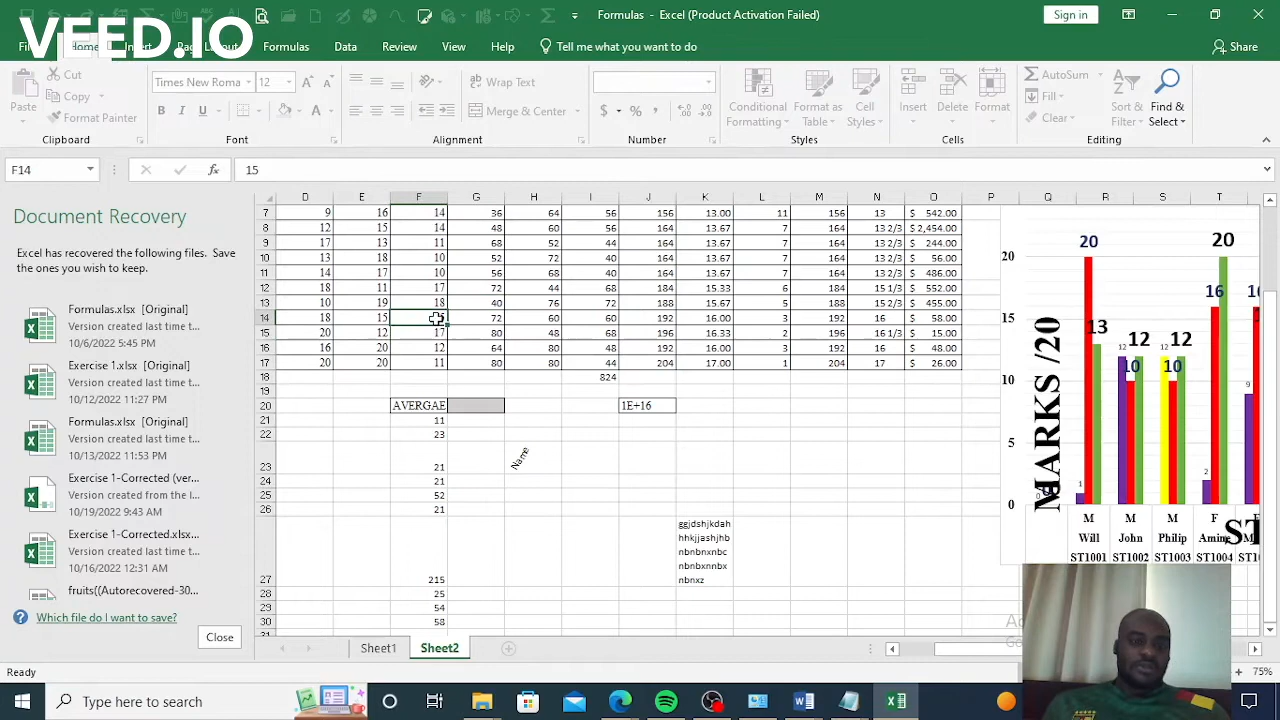 VEED.IO
Formulas - Excel (Product Activation Failed)
Sign in
Formulas Data Review View Tell me what you want to do Share
Paste
Cut
Copy
Format Painter
Clipboard
Times New Roma 12
B I U
Font
Wrap Text
Merge & Center
Alignment
$ % ,
Number
Conditional Formatting
Format as Table
Cell Styles
Styles
Insert
Delete
Format
Cells
AutoSum
Fill
Clear
Sort & Filter
Find & Select
Editing
F14
fx
15
Document Recovery
Excel has recovered the following files. Save
the ones you wish to keep.
Formulas.xlsx [Original]
Version created last time t...
10/6/2022 5:45 PM
Exercise 1.xlsx [Original]
Version created last time t...
10/12/2022 11:27 PM
Formulas.xlsx [Original]
Version created last time t...
10/13/2022 11:53 PM
Exercise 1-Corrected (ver...
Version created from the l...
10/19/2022 9:43 AM
Exercise 1-Corrected.xlsx...
Version created last time t...
10/16/2022 12:31 AM
fruits((Autorecovered-30...
Which file do I want to save?
Close
D E F G H I J K L M N O P Q R S T
7 9 16 14 36 64 56 156 13.00 11 156 13 $ 542.00
8 12 15 14 48 60 56 164 13.67 7 164 13 2/3 $ 2,454.00
9 17 13 11 68 52 44 164 13.67 7 164 13 2/3 $ 244.00
10 13 18 10 52 72 40 164 13.67 7 164 13 2/3 $ 56.00
11 14 17 10 56 68 40 164 13.67 7 164 13 2/3 $ 486.00
12 18 11 17 72 44 68 184 15.33 6 184 15 1/3 $ 552.00
13 10 19 18 40 76 72 188 15.67 5 188 15 2/3 $ 455.00
14 18 15 72 60 60 192 16.00 3 192 16 $ 58.00
15 20 12 17 80 48 68 196 16.33 2 196 16 1/3 $ 15.00
16 16 20 12 64 80 48 192 16.00 3 192 16 $ 48.00
17 20 20 11 80 80 44 204 17.00 1 204 17 $ 26.00
18 824
19
20 AVERGAE 1E+16
21 11
22 23
23 21 Name
24 21
25 52
26 21
ggjdshjkdah
hhkjjashjhb
nbnbnxnbc
nbnbxnnbx
nbnxz
27 215
28 25
29 54
30 58
MARKS /20
20
15
10
5
0
20
13
12
12
10
12
12
10
20
16
2
9
1
0
M M M F
Will John Philip Amine
ST1001 ST1002 ST1003 ST1004
Sheet1 Sheet2
Ready
75%
Type here to search